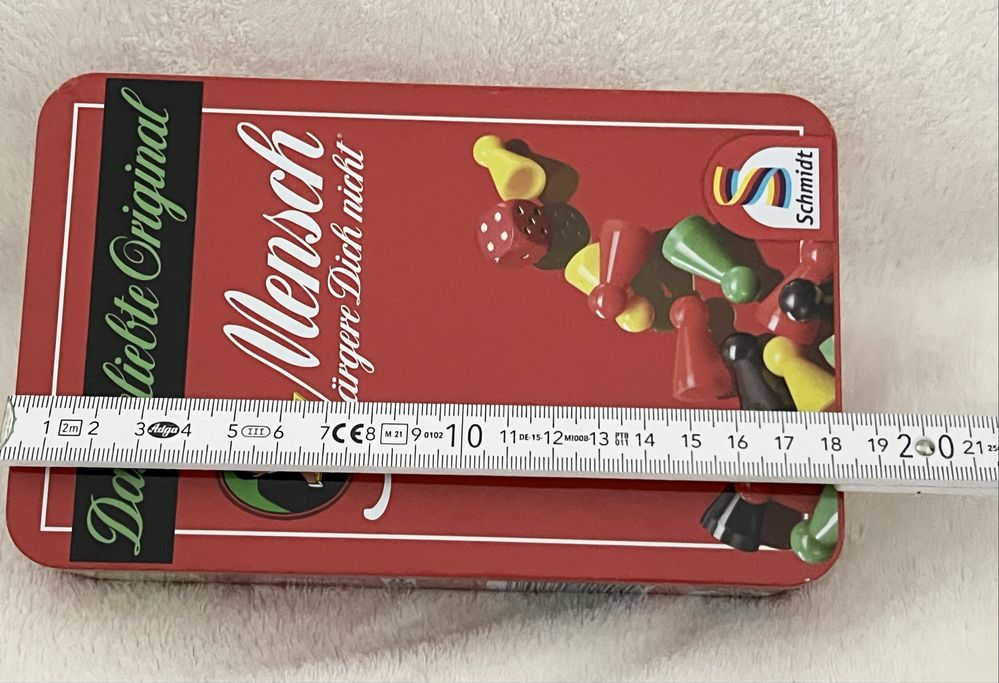 Das beliebte Original
Mensch
ärgere Dich nicht
Schmidt
1 2m 2 3 Adga 4 5 III 6 7 CE 8 M 21 9 0102 10 11 DE-15- 12 M1008 13 PTB 011 14 15 16 17 18 19 20 21